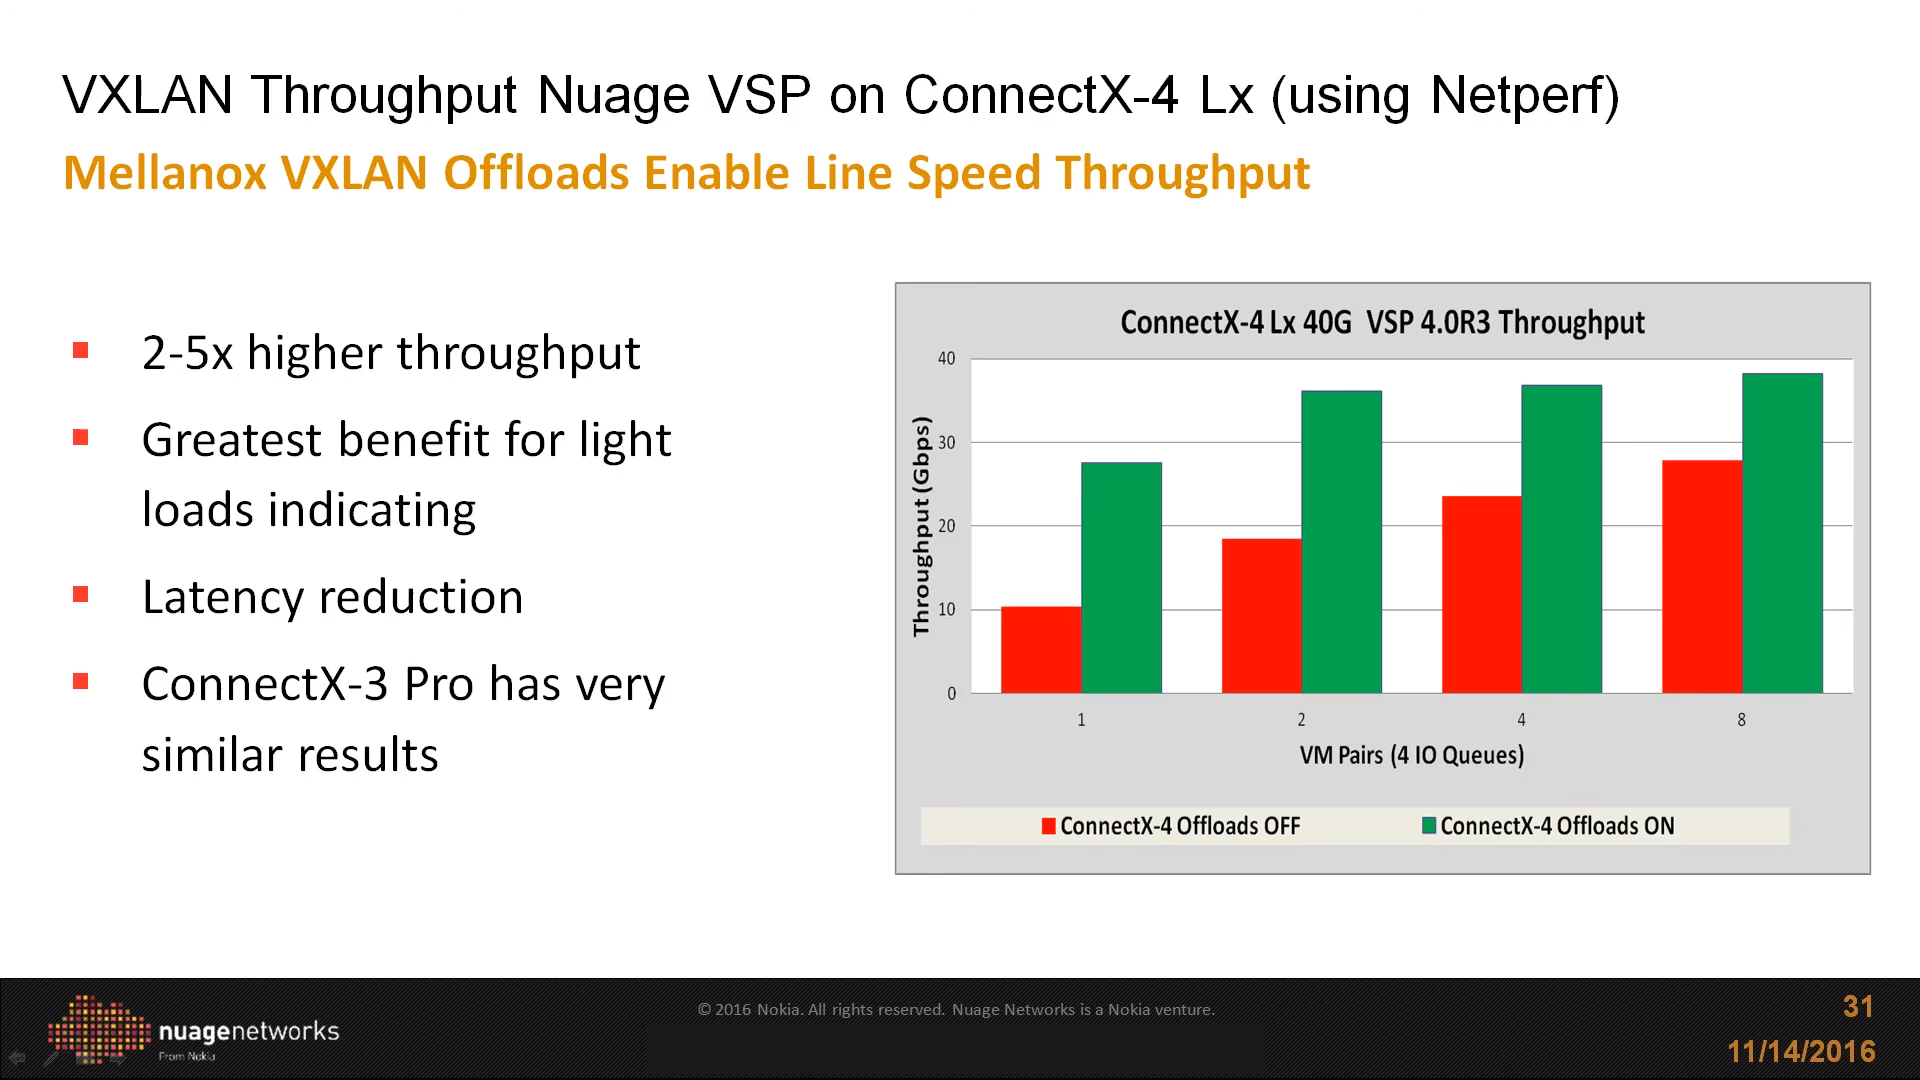 VXLAN Throughput Nuage VSP on ConnectX-4 Lx (using Netperf)
Mellanox VXLAN Offloads Enable Line Speed Throughput
2-5x higher throughput
Greatest benefit for light
loads indicating
Latency reduction
ConnectX-3 Pro has very
similar results
ConnectX-4 Lx 40G VSP 4.0R3 Throughput
Throughput (Gbps)
40
30
20
10
0
1 2 4 8
VM Pairs (4 IO Queues)
ConnectX-4 Offloads OFF ConnectX-4 Offloads ON
nuagenetworks
From Nokia
© 2016 Nokia. All rights reserved. Nuage Networks is a Nokia venture.
31
11/14/2016